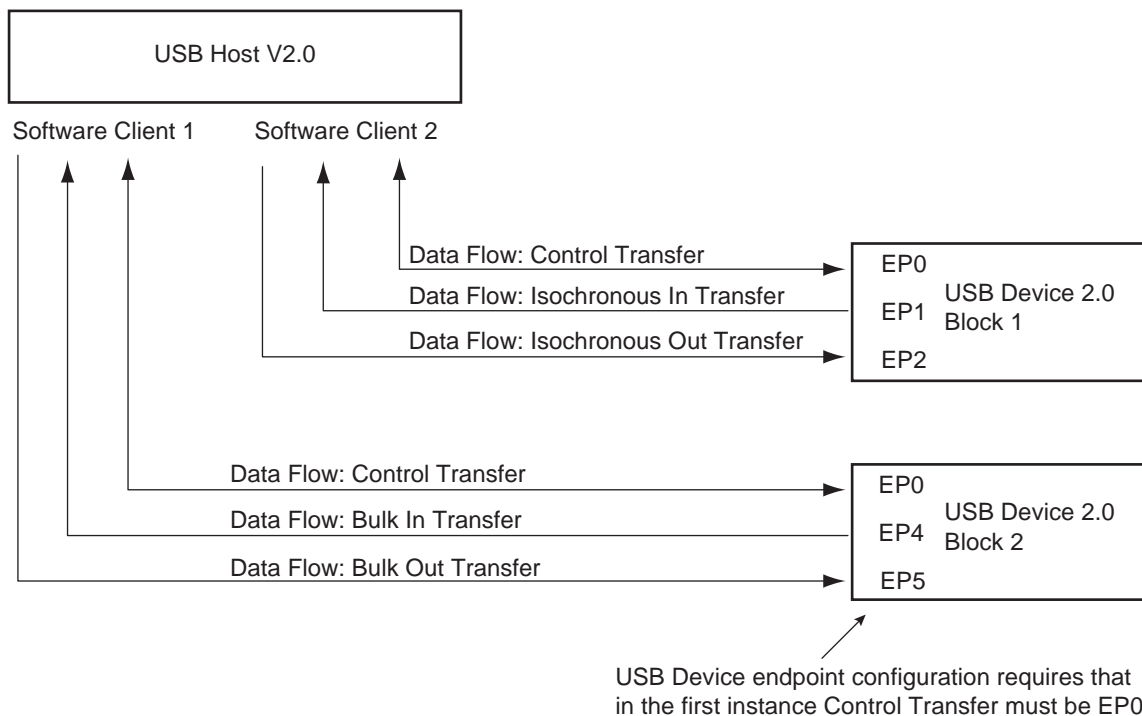 USB Host V2.0
Software Client 1
Software Client 2
Data Flow: Control Transfer
Data Flow: Isochronous In Transfer
Data Flow: Isochronous Out Transfer
EP0
EP1
EP2
USB Device 2.0
Block 1
Data Flow: Control Transfer
Data Flow: Bulk In Transfer
Data Flow: Bulk Out Transfer
EP0
EP4
EP5
USB Device 2.0
Block 2
USB Device endpoint configuration requires that
in the first instance Control Transfer must be EP0